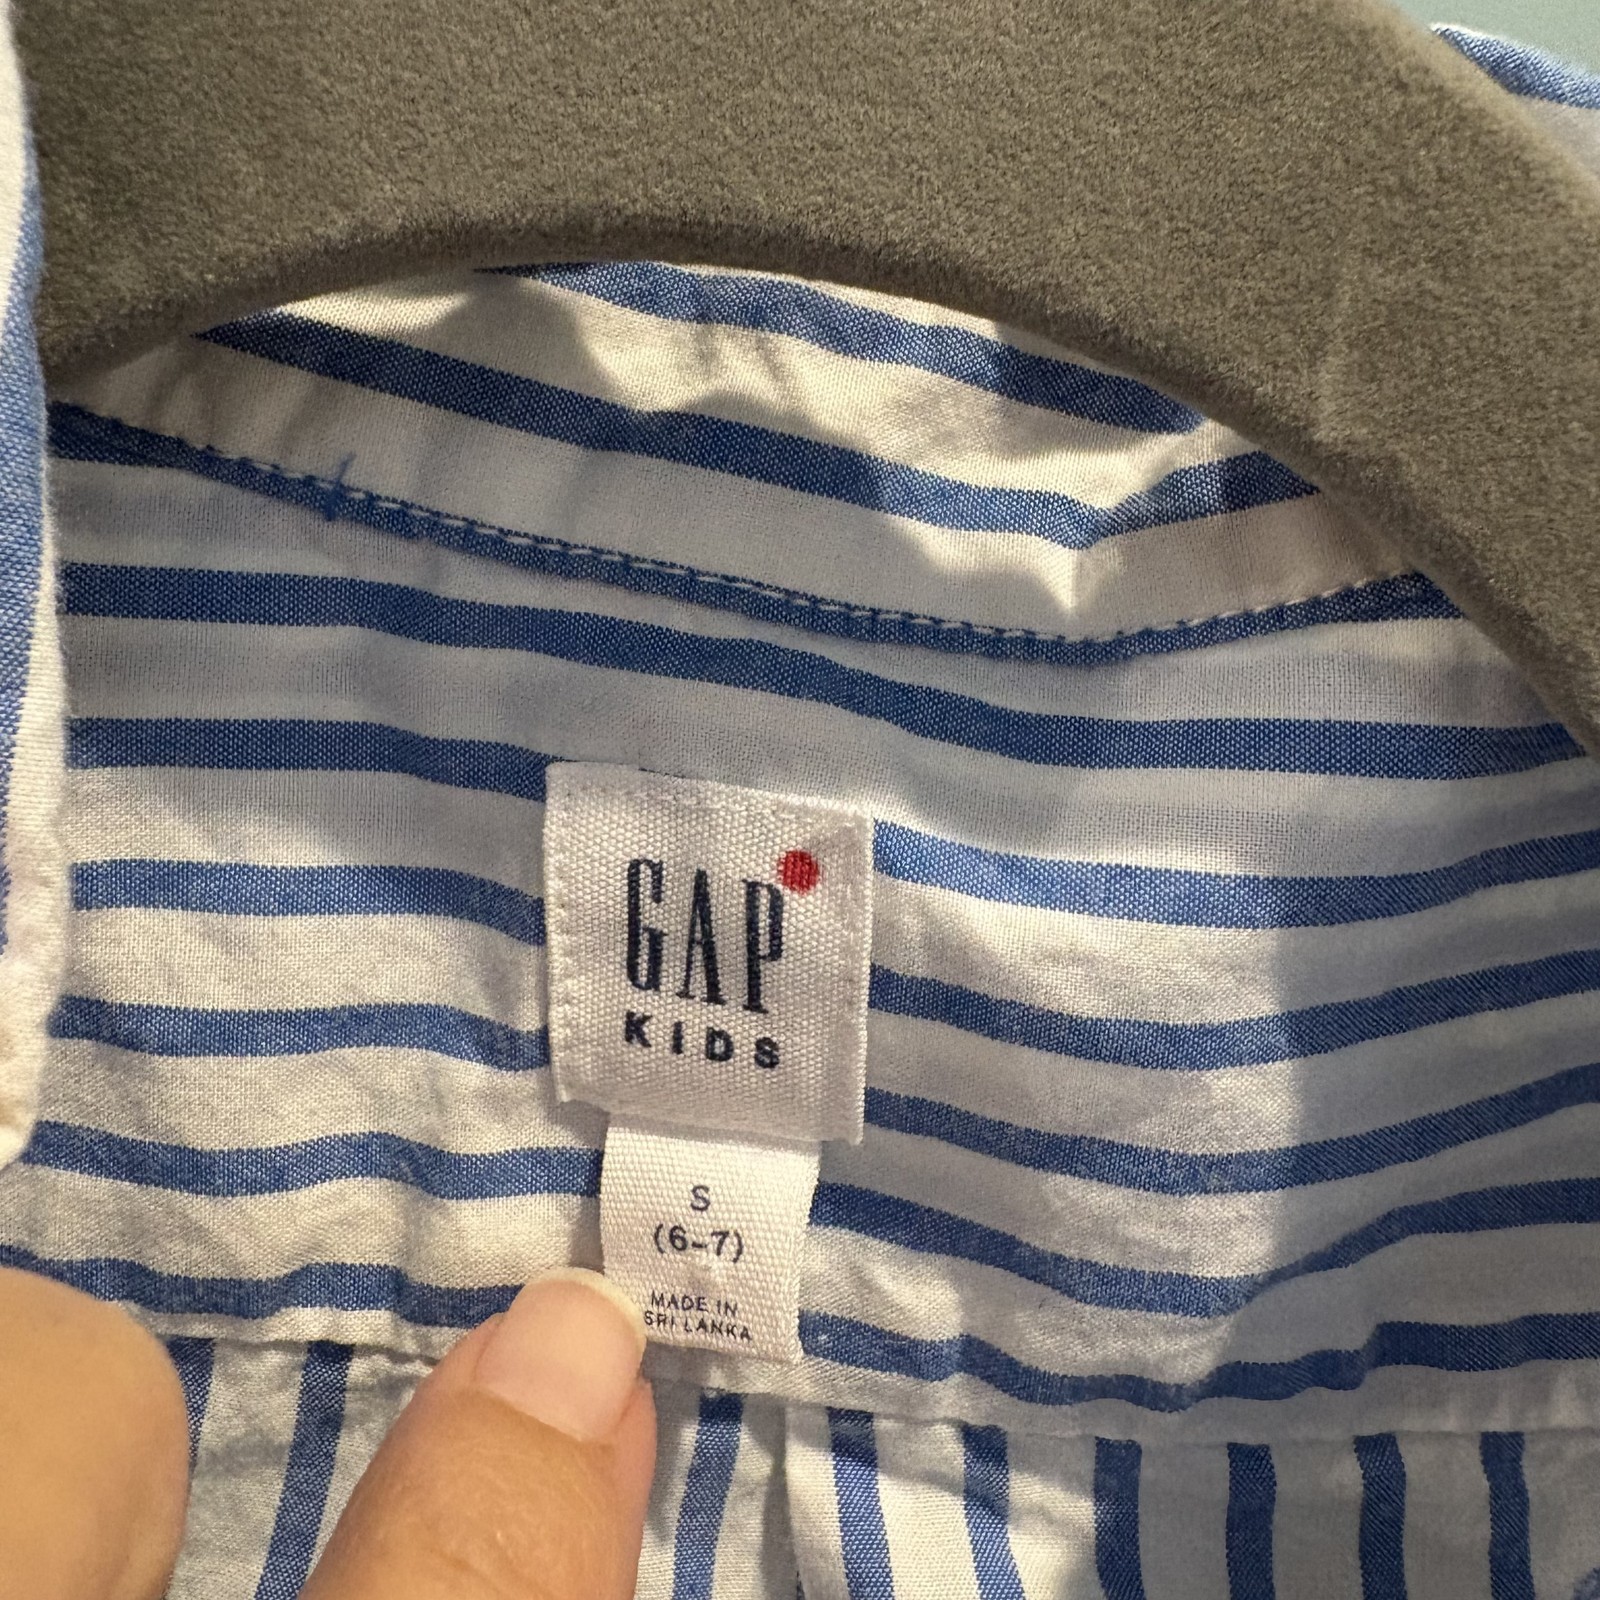 GAP
KIDS
S
(6-7)
MADE IN
SRI LANKA